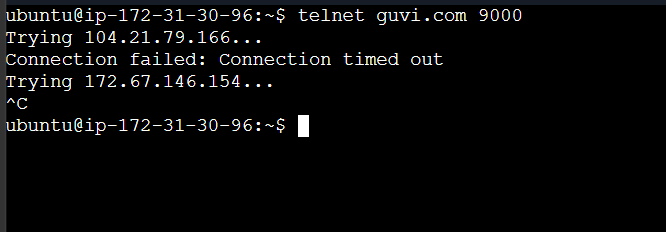 ubuntu@ip-172-31-30-96:~$ telnet guvi.com 9000
Trying 104.21.79.166...
Connection failed: Connection timed out
Trying 172.67.146.154...
^C
ubuntu@ip-172-31-30-96:~$